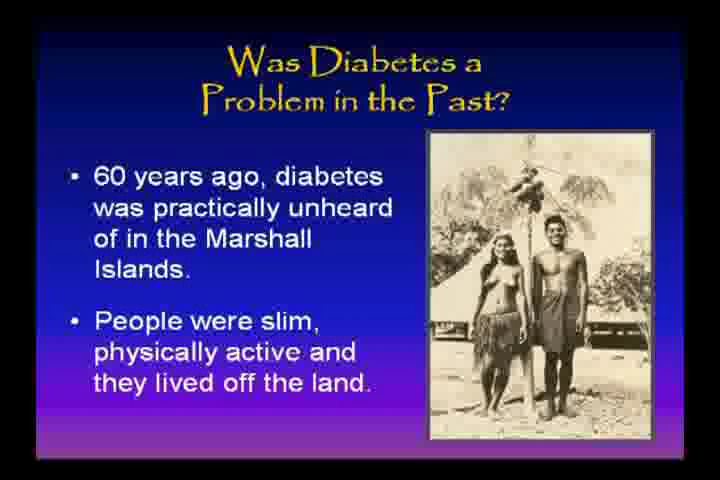 Was Diabetes a
Problem in the Past?
• 60 years ago, diabetes
was practically unheard
of in the Marshall
Islands.
• People were slim,
physically active and
they lived off the land.